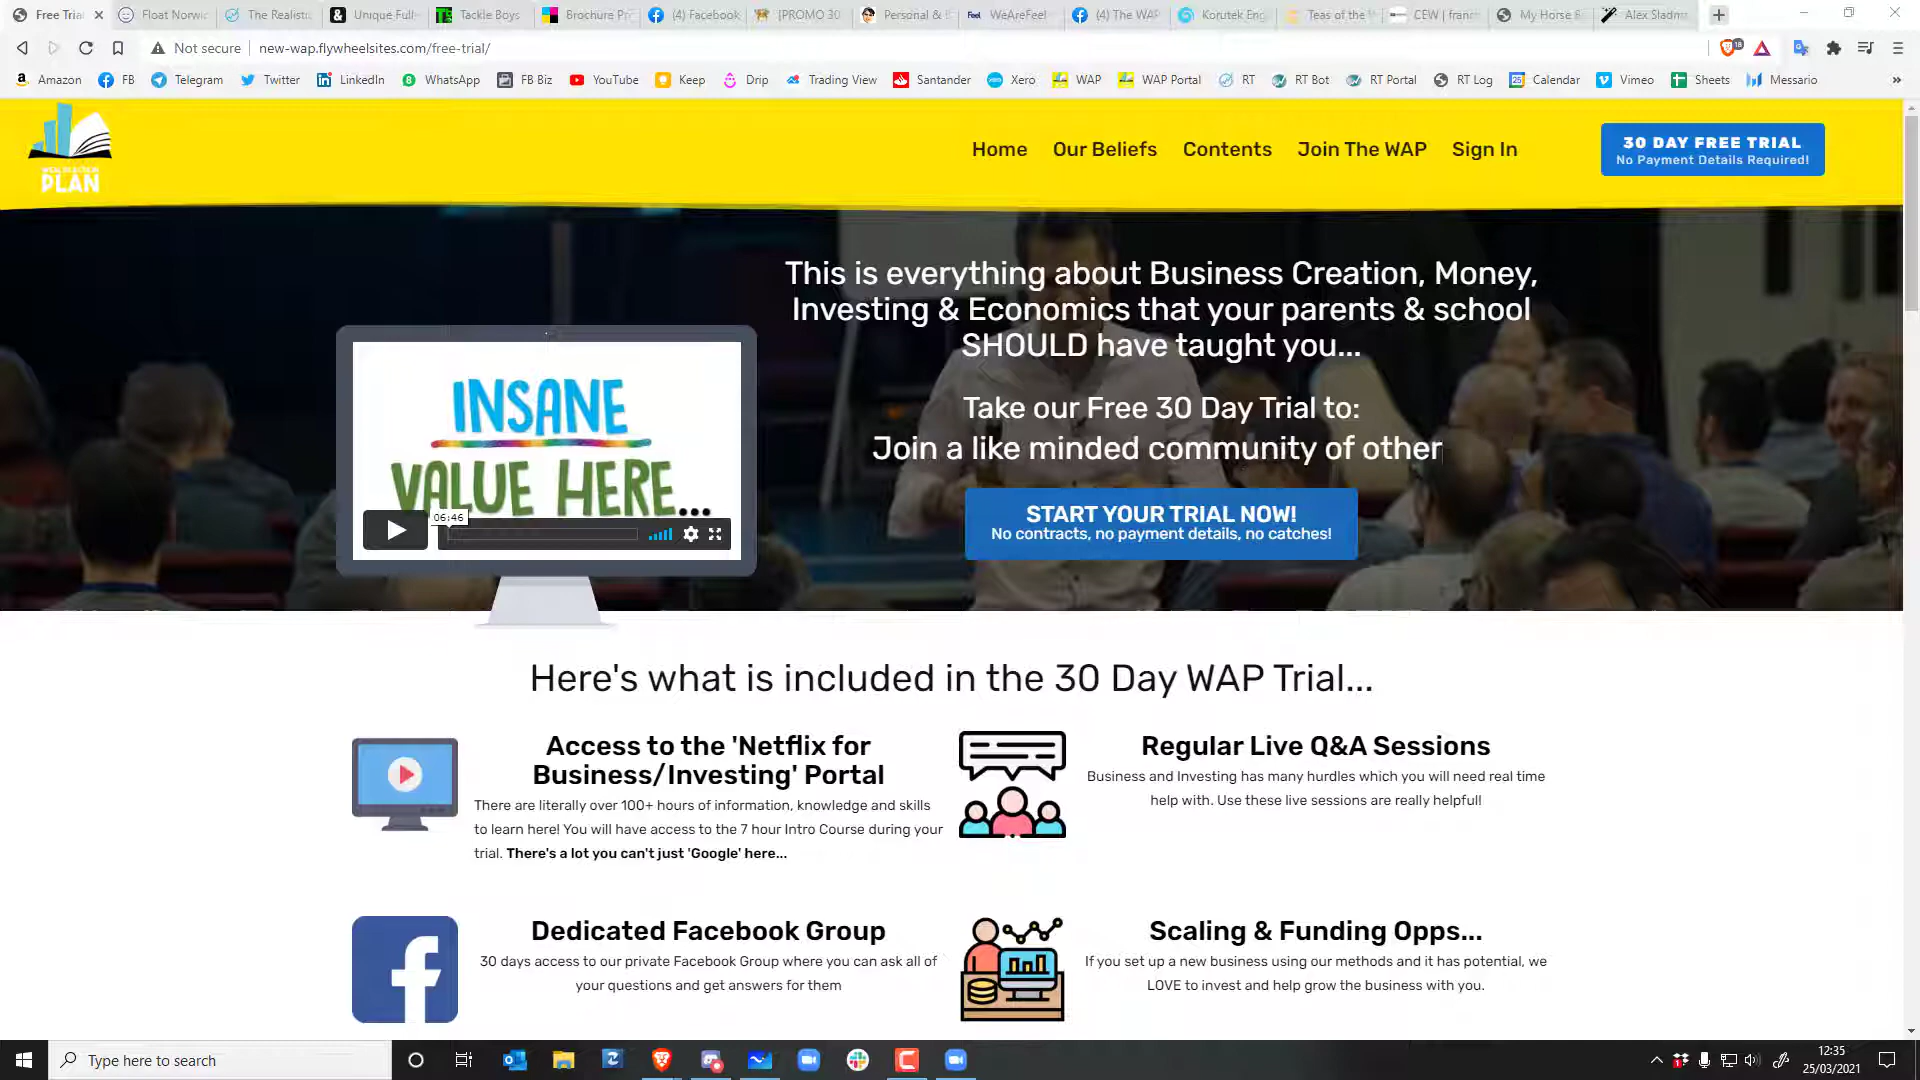 Free Tria
Float Norwic
The Realistic
Unique Full-
Tackle Boys
Brochure Pr
(4) Facebook
[PROMO 30
Personal & B
Feel WeAreFeel
(4) The WAP
Korutek Eng
Teas of the
CEW | fran
My Horse R
Alex Sladm
Not secure new-wap.flywheelsites.com/free-trial/
18
Amazon FB Telegram Twitter LinkedIn WhatsApp FB Biz YouTube Keep Drip Trading View Santander Xero WAP WAP Portal RT RT Bot RT Portal RT Log Calendar Vimeo Sheets Messario »
PLAN
Home Our Beliefs Contents Join The WAP Sign In
30 DAY FREE TRIAL
No Payment Details Required!
This is everything about Business Creation, Money,
Investing & Economics that your parents & school
SHOULD have taught you...
Take our Free 30 Day Trial to:
Join a like minded community of other
INSANE
VALUE HERE...
06:46
START YOUR TRIAL NOW!
No contracts, no payment details, no catches!
Here's what is included in the 30 Day WAP Trial...
Access to the 'Netflix for
Business/Investing' Portal
There are literally over 100+ hours of information, knowledge and skills
to learn here! You will have access to the 7 hour Intro Course during your
trial. There's a lot you can't just 'Google' here...
Regular Live Q&A Sessions
Business and Investing has many hurdles which you will need real time
help with. Use these live sessions are really helpful!
Dedicated Facebook Group
30 days access to our private Facebook Group where you can ask all of
your questions and get answers for them
Scaling & Funding Opps...
If you set up a new business using our methods and it has potential, we
LOVE to invest and help grow the business with you.
Type here to search
12:35
25/03/2021